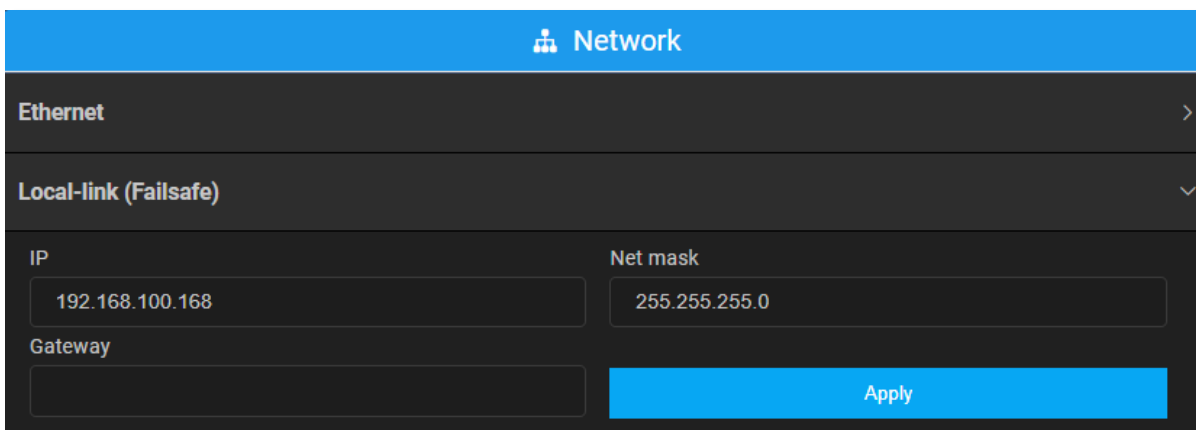 Network
Ethernet
Local-link (Failsafe)
IP
Net mask
192.168.100.168
255.255.255.0
Gateway
Apply